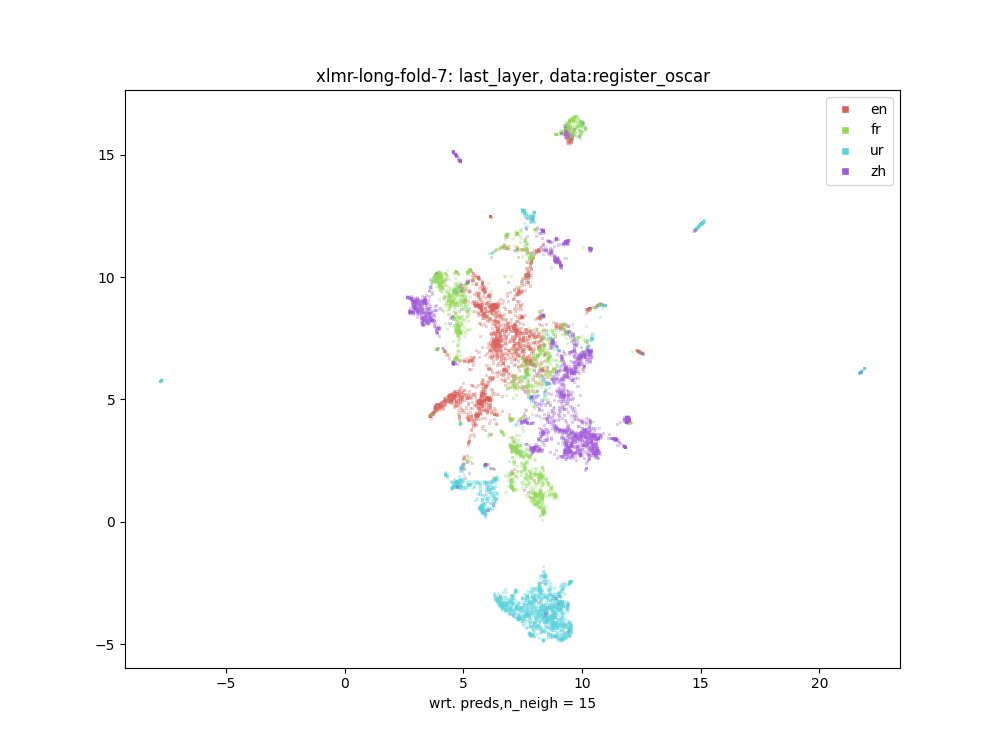 xlmr-long-fold-7: last_layer, data:register_oscar
en
fr
ur
zh
15
10
5
0
−5
−5
0
5
10
15
20
wrt. preds,n_neigh = 15